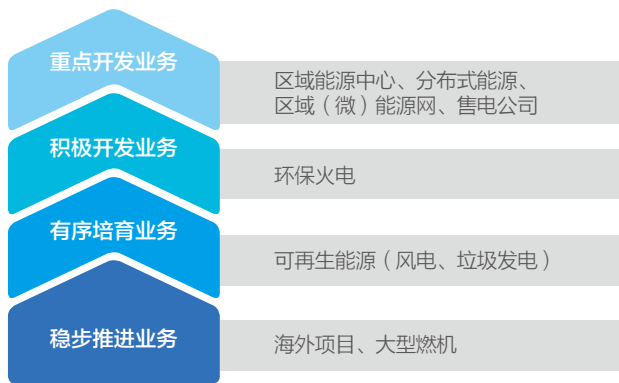 重点开发业务
区域能源中心、分布式能源、
区域（微）能源网、售电公司
积极开发业务
环保火电
有序培育业务
可再生能源（风电、垃圾发电）
稳步推进业务
海外项目、大型燃机